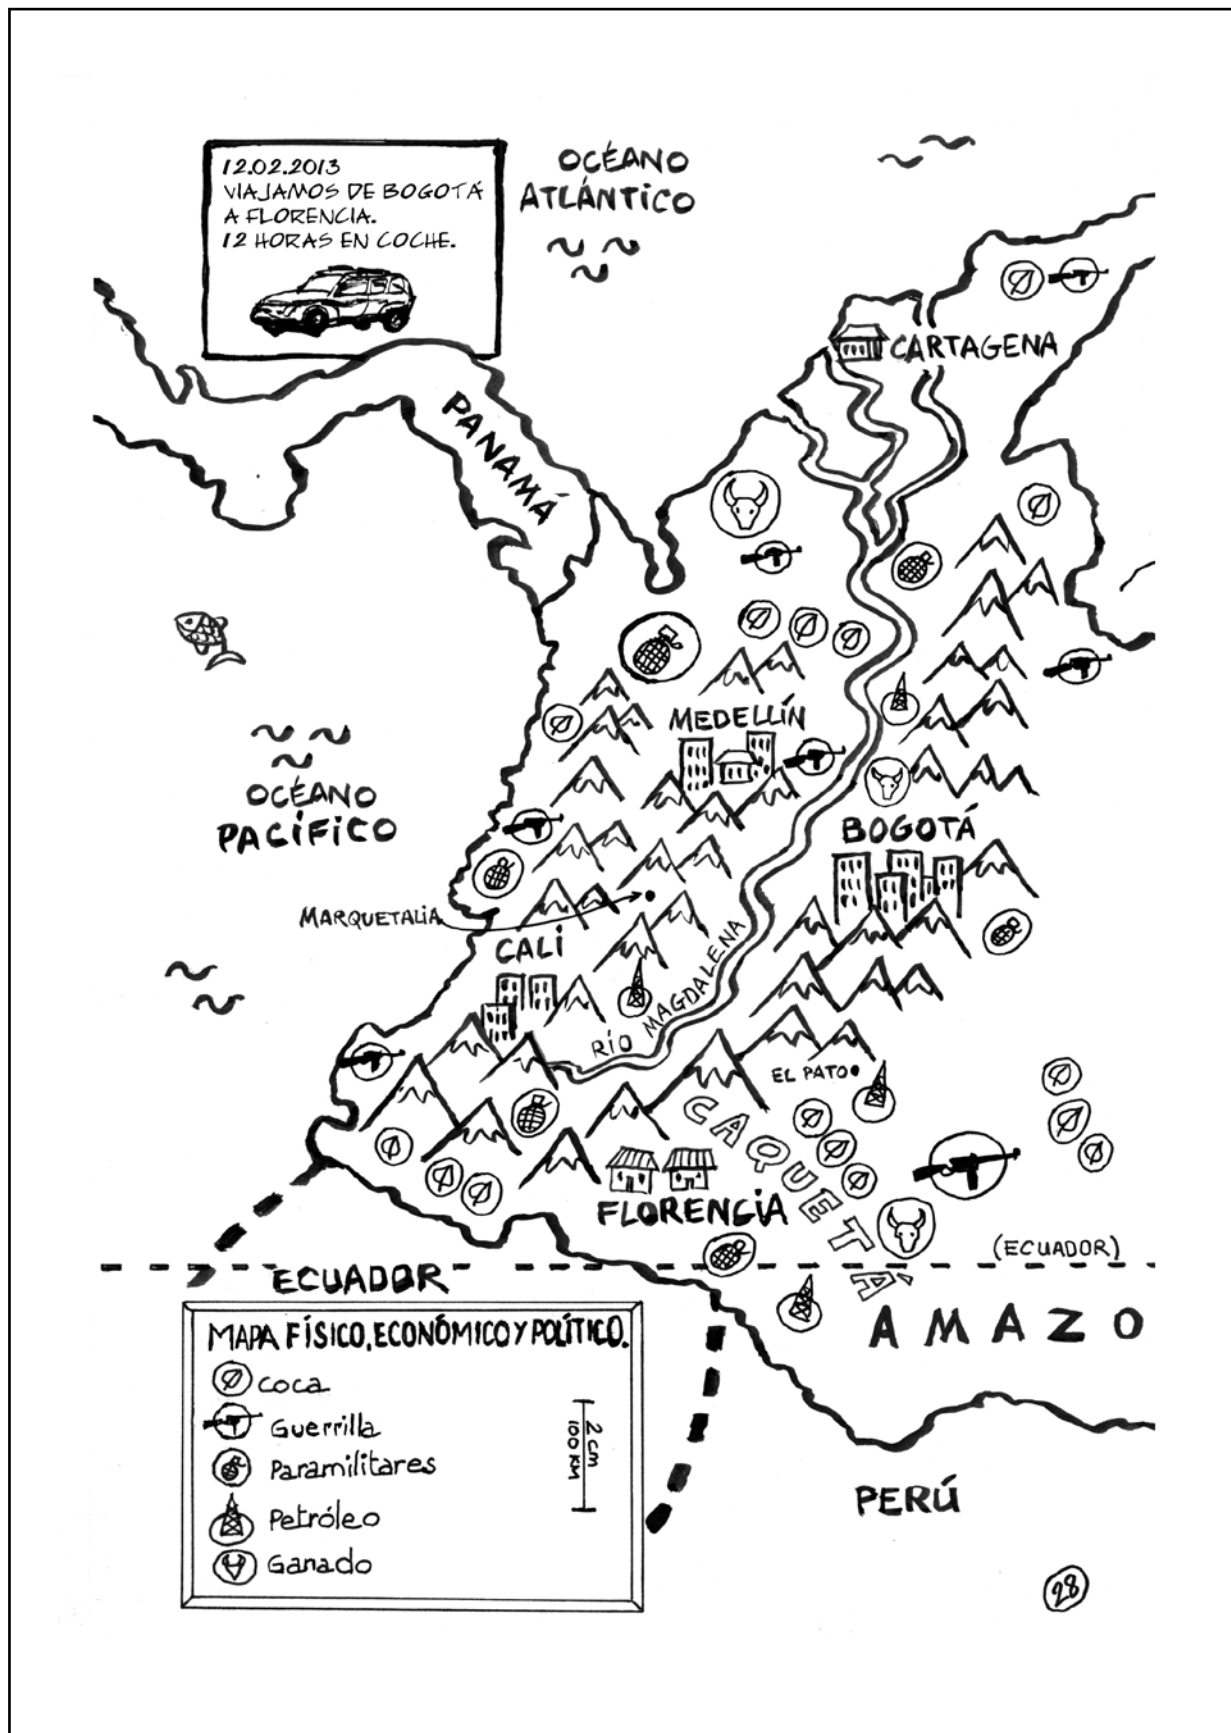 12.02.2013
VIAJAMOS DE BOGOTÁ
A FLORENCIA.
12 HORAS EN COCHE.
OCÉANO
ATLÁNTICO
CARTAGENA
PANAMÁ
MEDELLÍN
OCÉANO
PACÍFICO
BOGOTÁ
MARQUETALIA
CALI
RÍO MAGDALENA
EL PATO
CAQUETÁ
FLORENCIA
(ECUADOR)
ECUADOR
AMAZO
MAPA FÍSICO, ECONÓMICO Y POLÍTICO.
Coca
Guerrilla
Paramilitares
Petróleo
Ganado
2 cm
100 KM
PERÚ
28